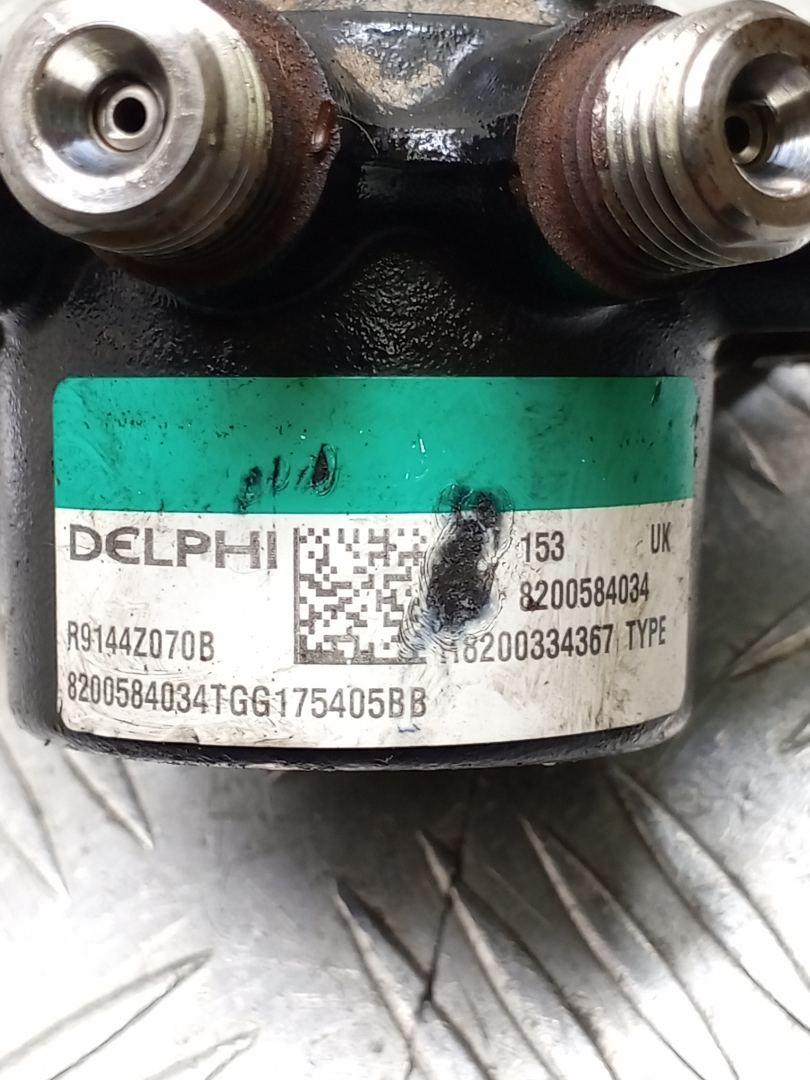 DELPHI
153 UK
8200584034
R9144Z070B
8200334367 TYPE
8200584034TGG175405BB